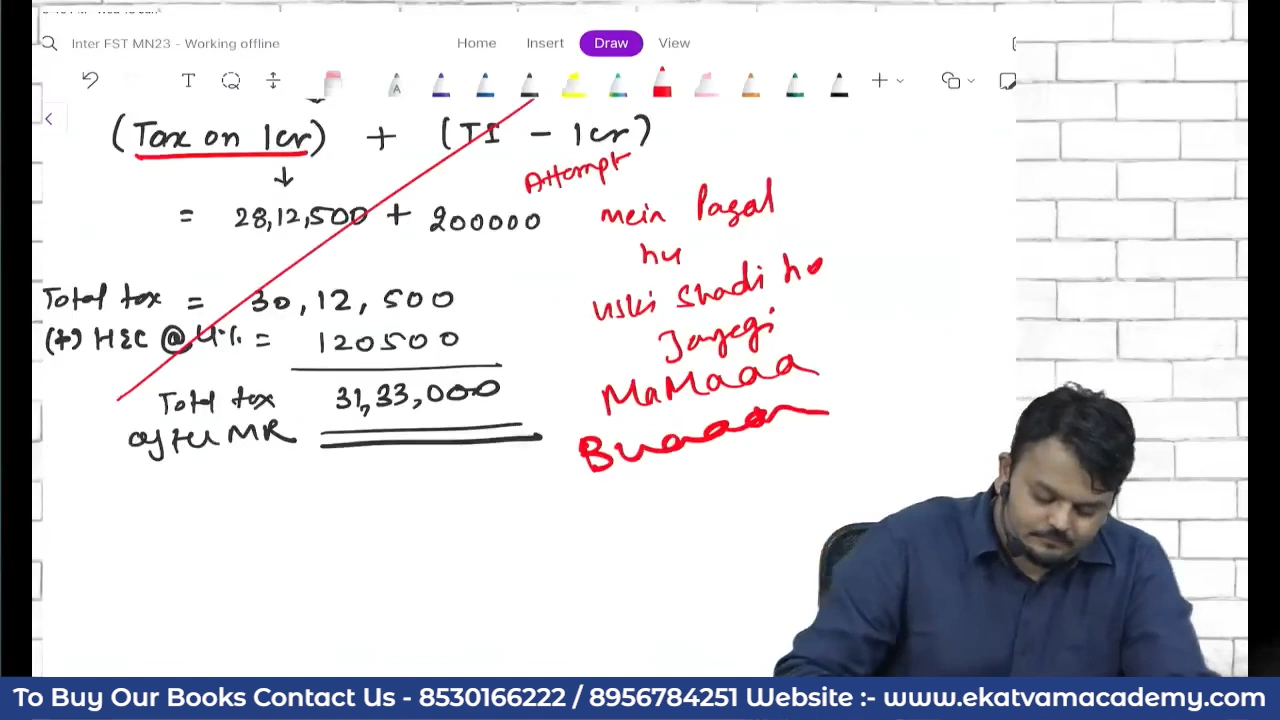 Inter FST MN23 - Working offline
Home Insert Draw View
(Tax on 1cr) + (TI - 1cr)
Attempt
= 28,12,500 + 200000
mein Pagal
hu
uski Shadi ho
Jayegi
MaMaaa
Total tax = 30,12,500
(+) HEC @ 4% = 120500
Total tax 31,33,000
after MR
To Buy Our Books Contact Us - 8530166222 / 8956784251 Website :- www.ekatvamacademy.com